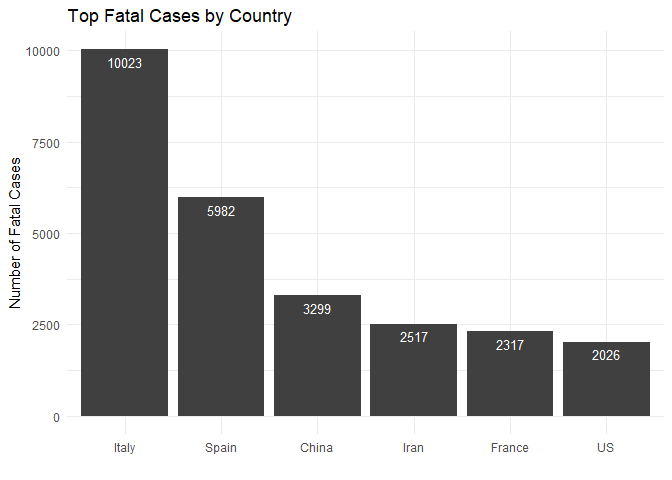 Top Fatal Cases by Country
Number of Fatal Cases
10000
7500
5000
2500
0
10023
5982
3299
2517
2317
2026
Italy
Spain
China
Iran
France
US